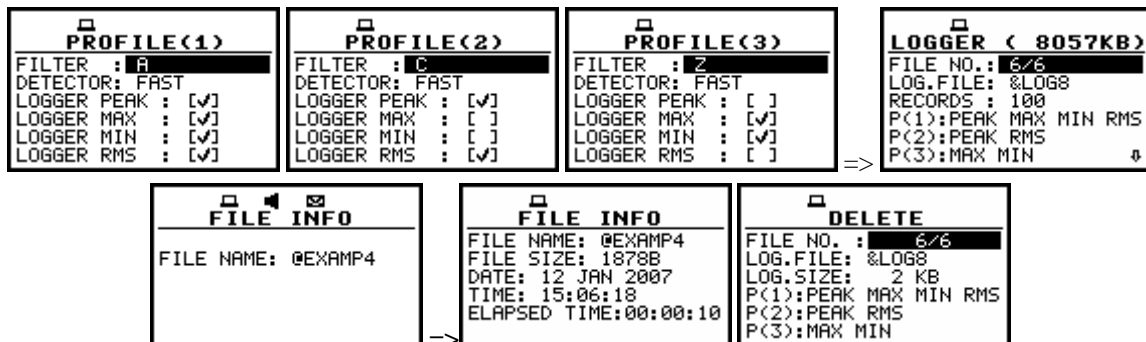 PROFILE(1)
FILTER : A
DETECTOR: FAST
LOGGER PEAK : [✓]
LOGGER MAX : [✓]
LOGGER MIN : [✓]
LOGGER RMS : [✓]
PROFILE(2)
FILTER : C
DETECTOR: FAST
LOGGER PEAK : [✓]
LOGGER MAX : [ ]
LOGGER MIN : [ ]
LOGGER RMS : [✓]
PROFILE(3)
FILTER : Z
DETECTOR: FAST
LOGGER PEAK : [ ]
LOGGER MAX : [✓]
LOGGER MIN : [✓]
LOGGER RMS : [ ]
=>
LOGGER ( 8057KB)
FILE NO.: 6/6
LOG.FILE: &LOG8
RECORDS : 100
P(1):PEAK MAX MIN RMS
P(2):PEAK RMS
P(3):MAX MIN
FILE INFO
FILE NAME: @EXAMP4
=>
FILE INFO
FILE NAME: @EXAMP4
FILE SIZE: 1878B
DATE: 12 JAN 2007
TIME: 15:06:18
ELAPSED TIME:00:00:10
DELETE
FILE NO. : 6/6
LOG.FILE: &LOG8
LOG.SIZE: 2 KB
P(1):PEAK MAX MIN RMS
P(2):PEAK RMS
P(3):MAX MIN